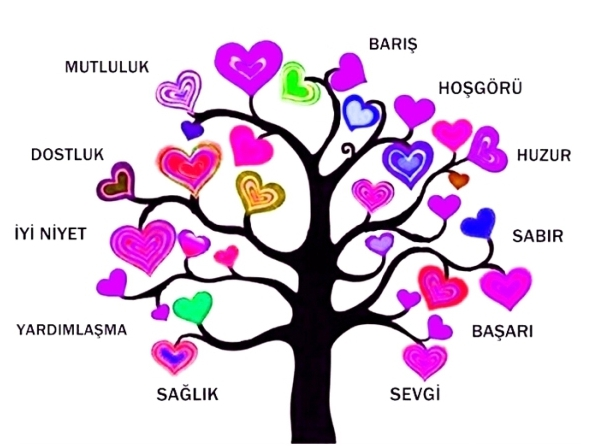 BARIŞ
MUTLULUK
HOŞGÖRÜ
DOSTLUK
HUZUR
İYİ NİYET
SABIR
YARDIMLAŞMA
BAŞARI
SAĞLIK
SEVGİ